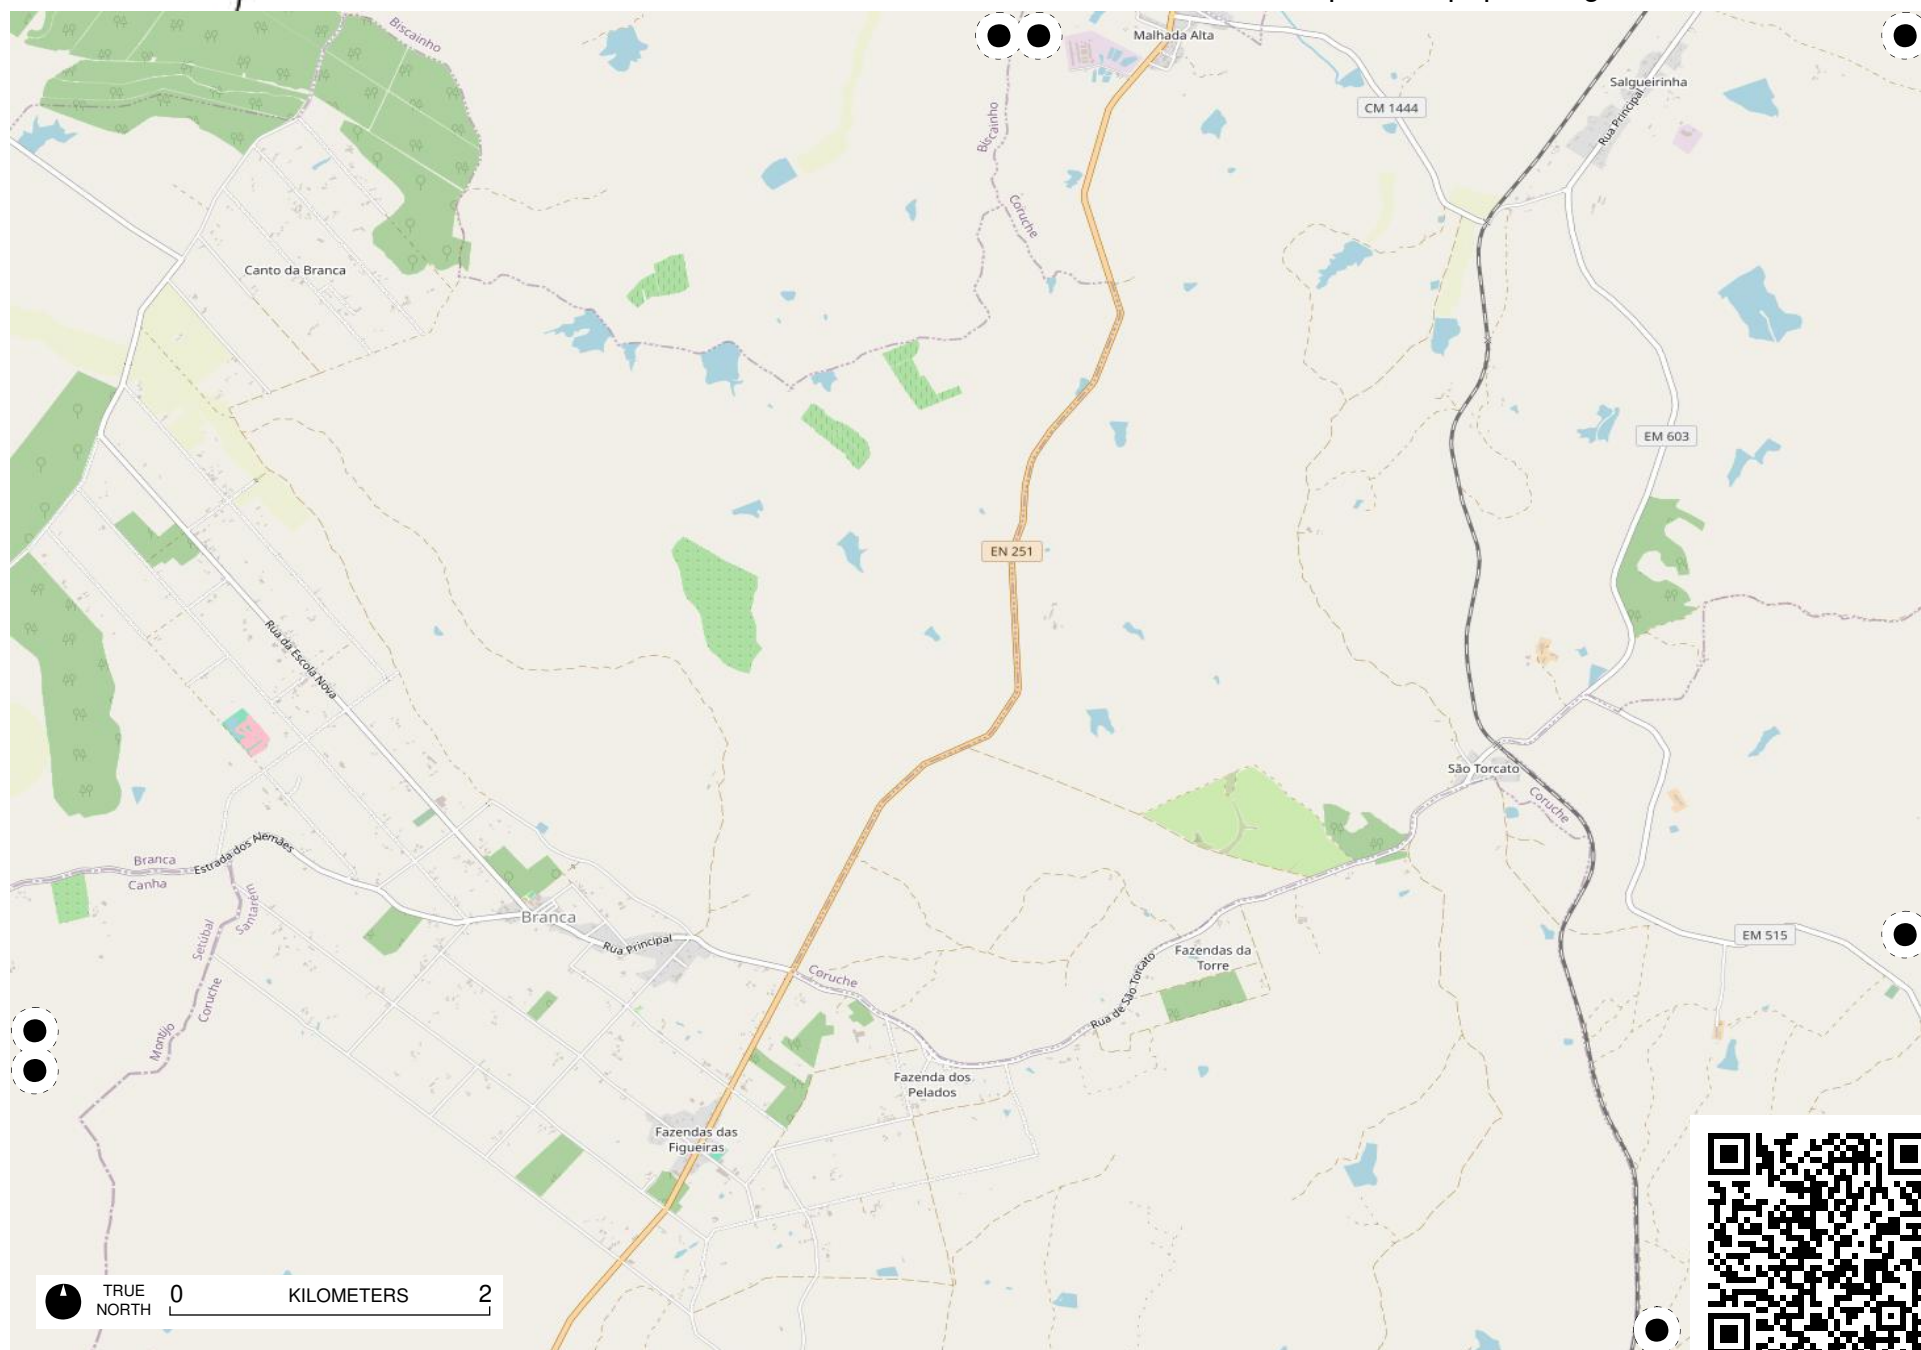 Biscainho
Malhada Alta
Salgueirinha
CM 1444
Rua Principal
Biscainho
Coruche
Canto da Branca
EM 603
EN 251
Rua da Escola Nova
São Torcato
Coruche
Estrada dos Alemães
Branca
Canha
Santarém
Setúbal
Branca
Rua Principal
Coruche
Fazendas da
Torre
EM 515
Rua de São Torcato
Coruche
Montijo
Fazenda dos
Pelados
Fazendas das
Figueiras
TRUE
NORTH
0 KILOMETERS 2